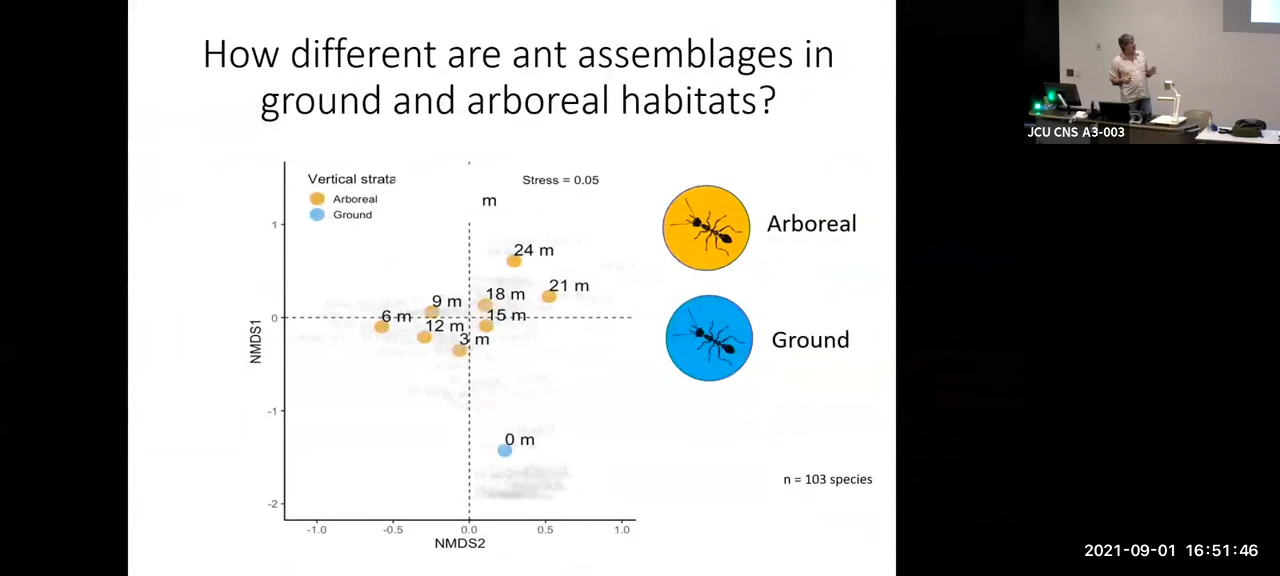 How different are ant assemblages in
ground and arboreal habitats?
JCU CNS A3-003
Vertical strata
Arboreal
Ground
Stress = 0.05
m
24 m
21 m
18 m
9 m
15 m
6 m
12 m
3 m
0 m
1
0
-1
-2
NMDS1
-1.0
-0.5
0.0
0.5
1.0
NMDS2
Arboreal
Ground
n = 103 species
2021-09-01 16:51:46